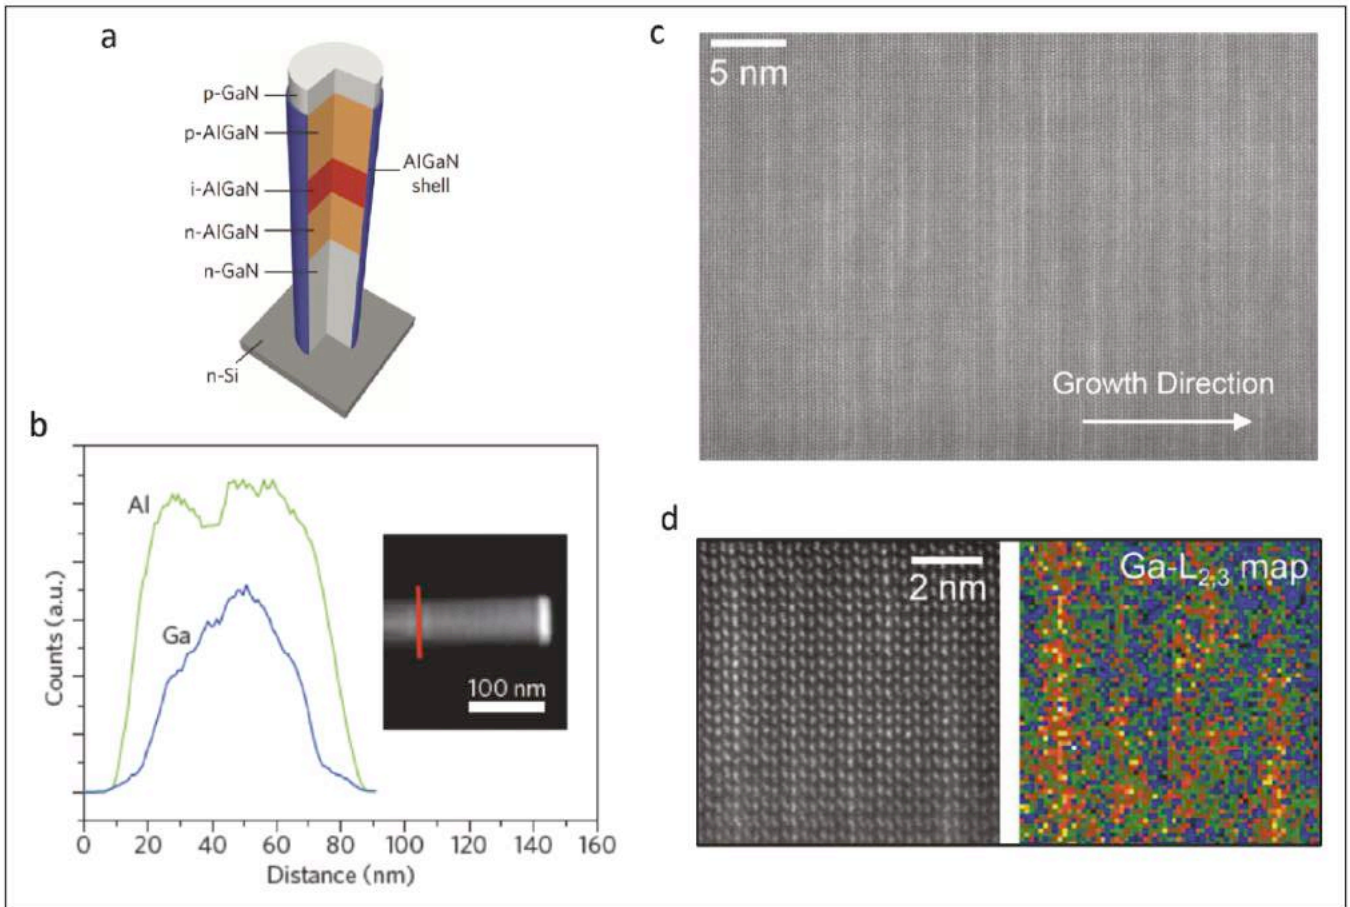 a
p-GaN
p-AlGaN
i-AlGaN
n-AlGaN
n-GaN
n-Si
AlGaN
shell
b
Al
Ga
100 nm
Counts (a.u.)
0 20 40 60 80 100 120 140 160
Distance (nm)
c
5 nm
Growth Direction
d
2 nm
Ga-L2,3 map